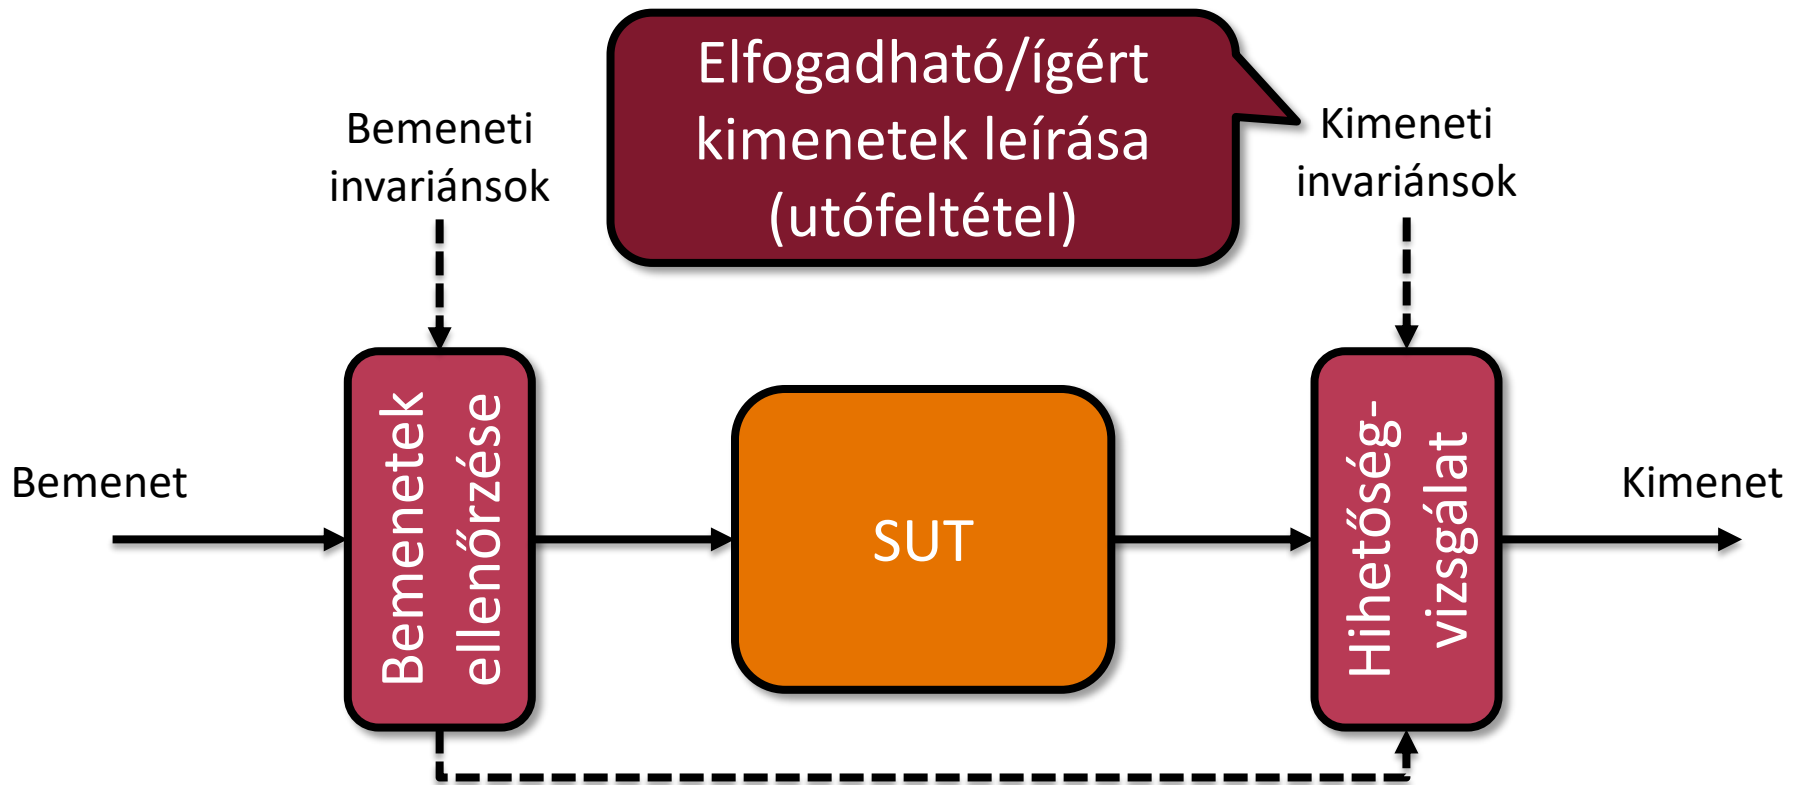 Elfogadható/ígért
kimenetek leírása
(utófeltétel)
Bemeneti
invariánsok
Kimeneti
invariánsok
Bemenet
Bemenetek
ellenőrzése
SUT
Hihetőség-
vizsgálat
Kimenet